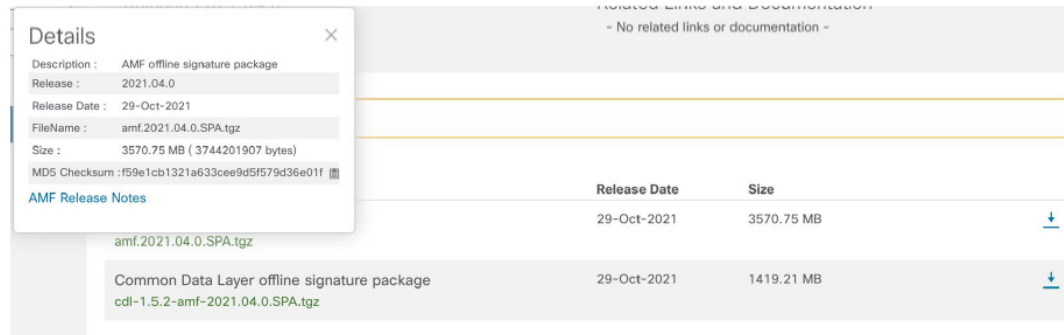 Details
Description : AMF offline signature package
Release : 2021.04.0
Release Date : 29-Oct-2021
FileName : amf.2021.04.0.SPA.tgz
Size : 3570.75 MB ( 3744201907 bytes)
MD5 Checksum :f59e1cb1321a633cee9d5f579d36e01f
AMF Release Notes
Related Links and Documentation
- No related links or documentation -
Release Date Size
29-Oct-2021 3570.75 MB
amf.2021.04.0.SPA.tgz
Common Data Layer offline signature package 29-Oct-2021 1419.21 MB
cdl-1.5.2-amf-2021.04.0.SPA.tgz